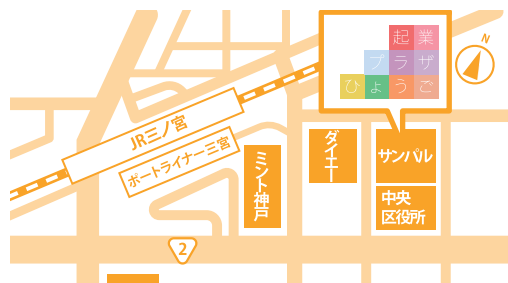 起業
プラザ
ひょうご
N
JR三ノ宮
ポートライナー三宮
ミント神戸
ダイエー
サンパル
中央
区役所
2